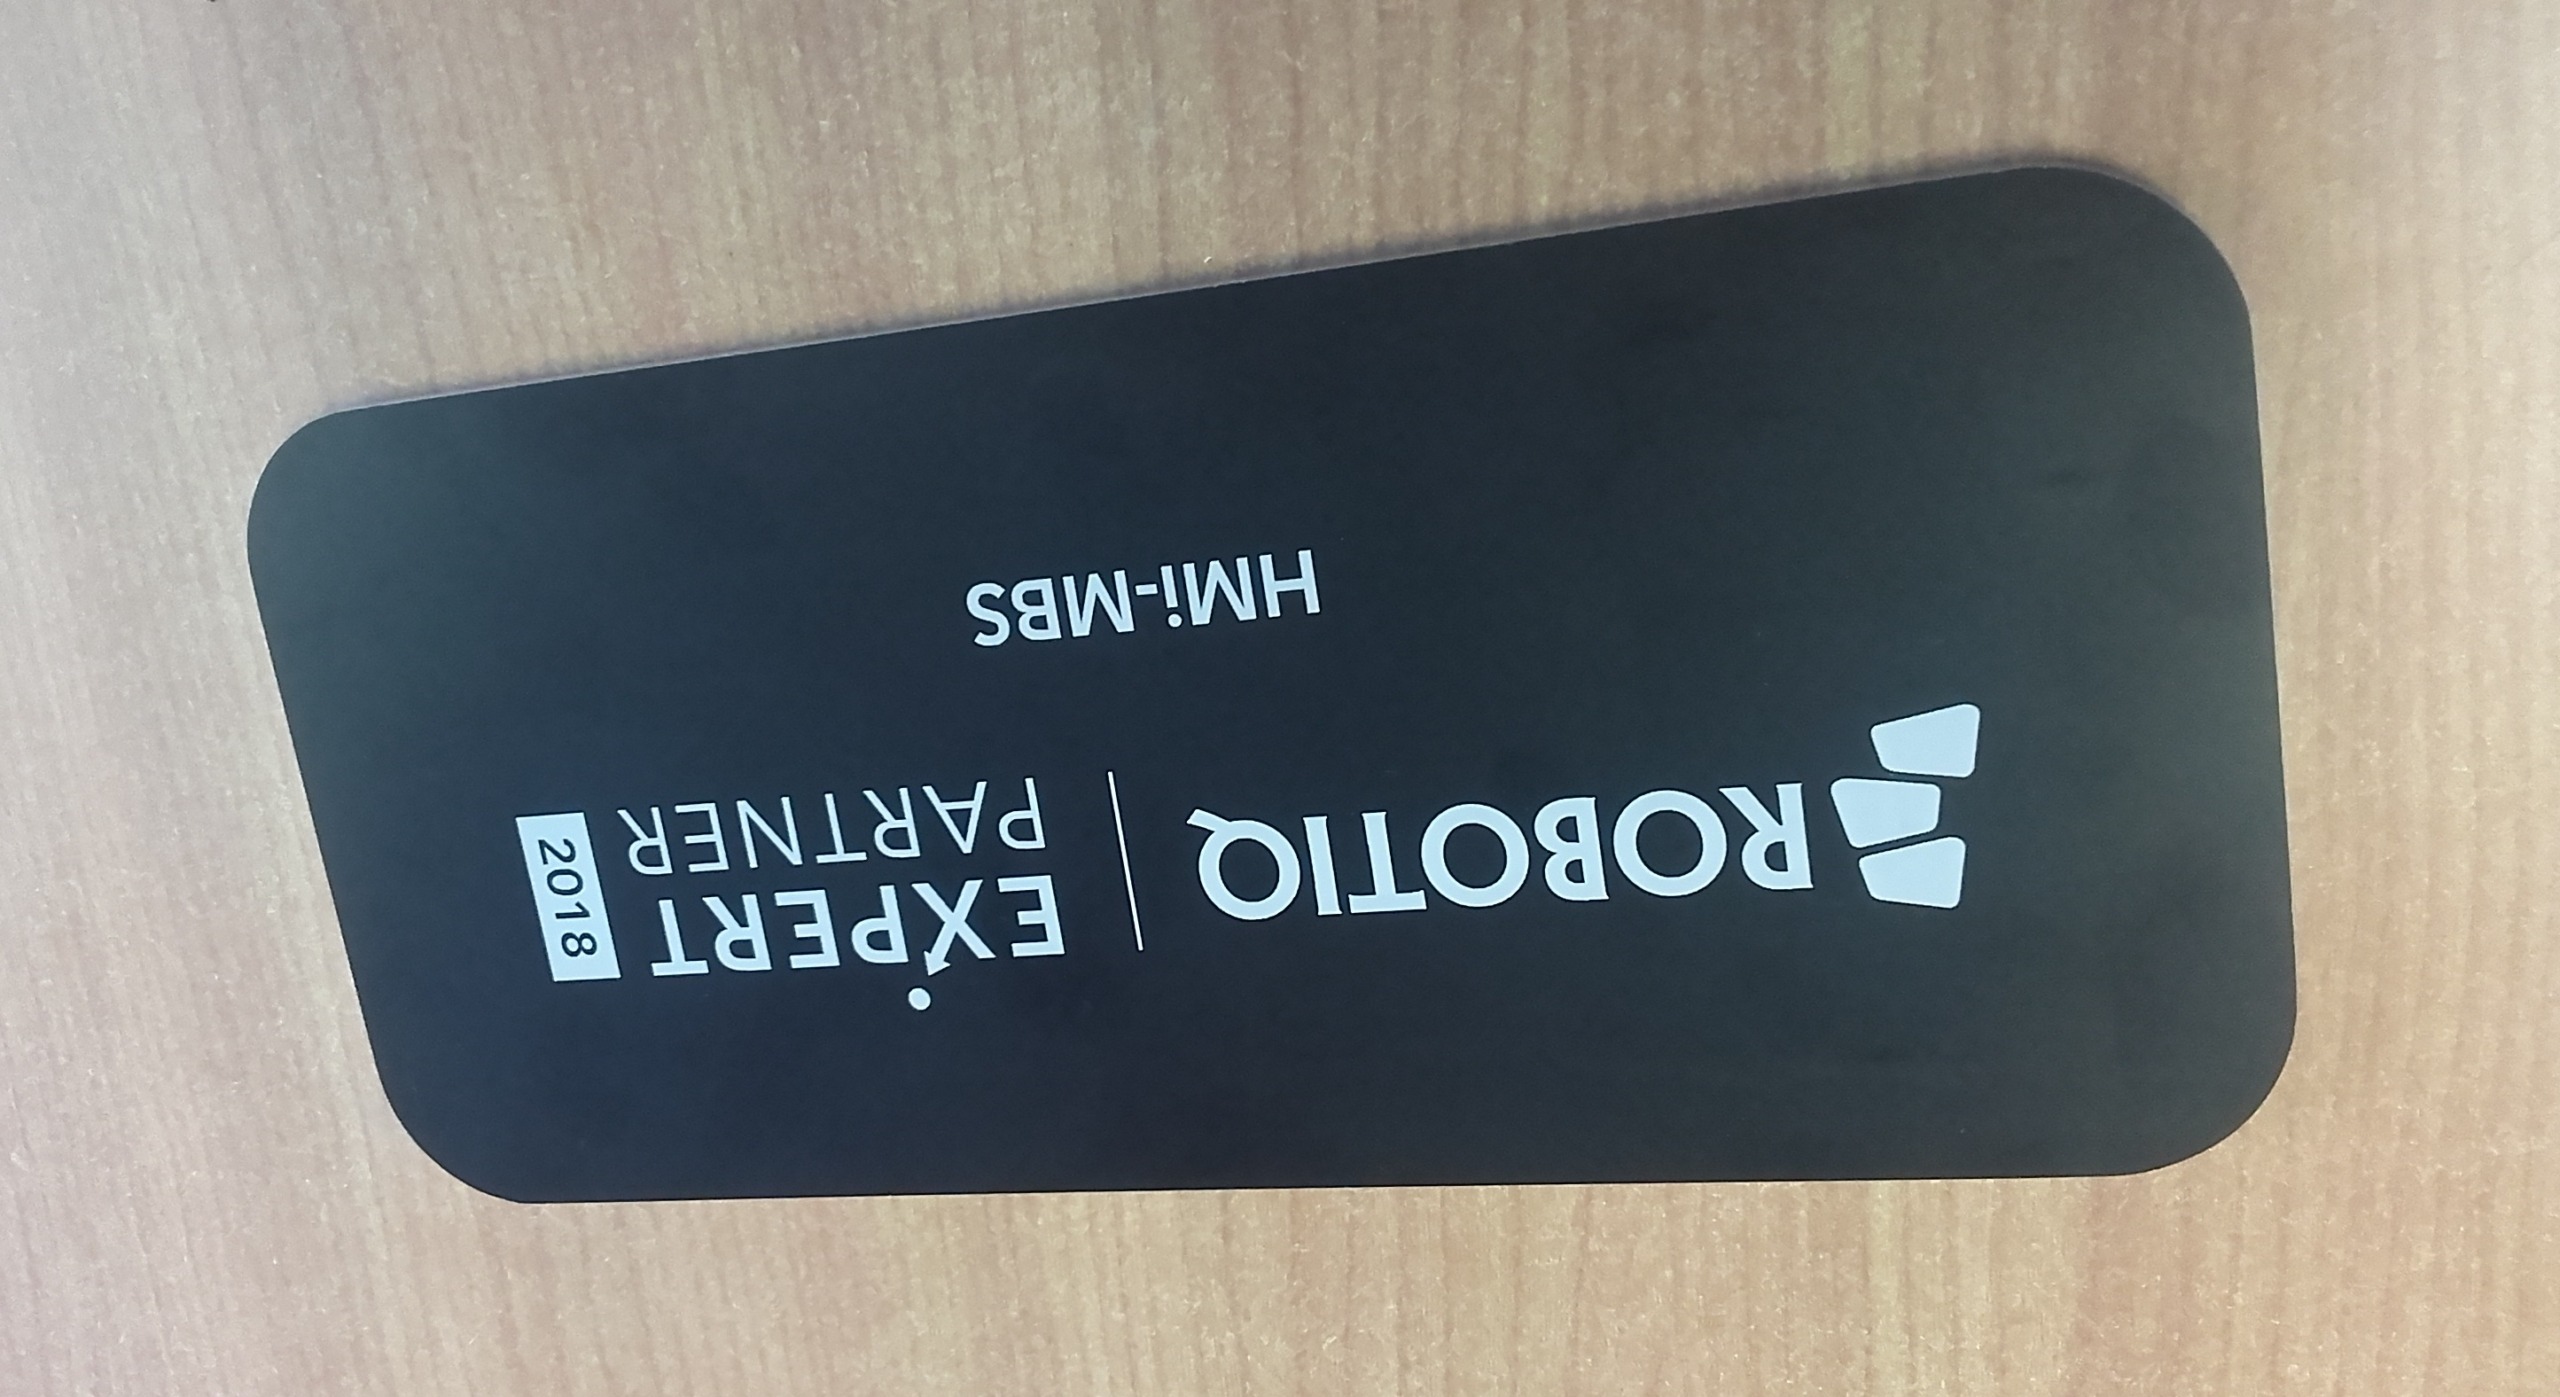 ROBOTIQ
EXPERT
PARTNER
2018
HMi-MBS